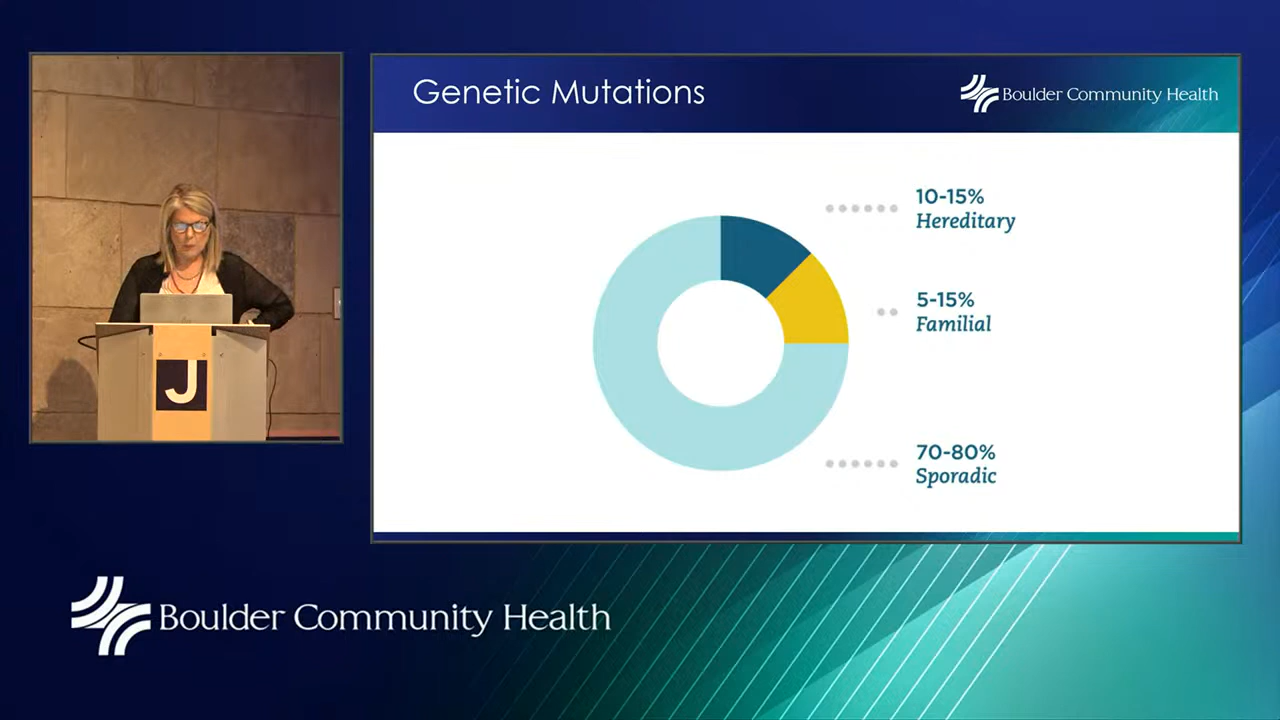 Genetic Mutations
Boulder Community Health
10-15%
Hereditary
5-15%
Familial
70-80%
Sporadic
J
Boulder Community Health